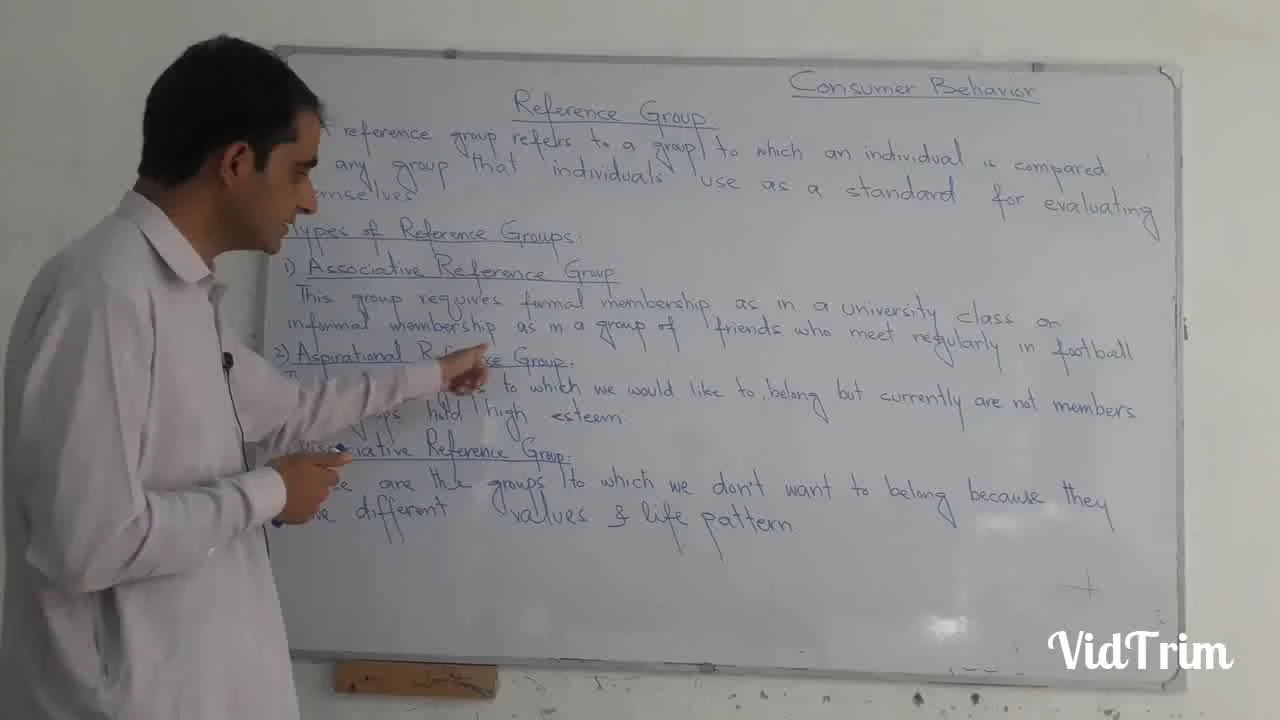 Consumer Behavior
Reference Group
reference group refers to a group to which an individual is compared
any group that individuals use as a standard for evaluating
Types of Reference Groups:
1) Associative Reference Group
This group requires formal membership as in a university class or
informal membership as in a group of friends who meet regularly in football
2) Aspirational Reference Group:
to which we would like to belong but currently are not members
hold high esteem
Reference Group:
are the groups to which we don't want to belong because they
different values & life pattern
VidTrim